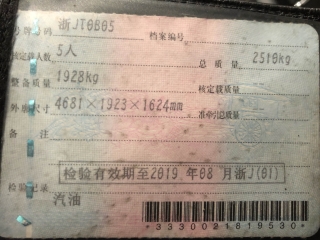 号牌号码 浙JT0805 档案编号
核定载人数 5人 总质量 2510kg
整备质量 1928kg 核定载质量
外廓尺寸 4681×1923×1624mm 准牵引总质量
备注
检验有效期至2019年08月浙J(01)
检验记录
汽油
*3330021819530*